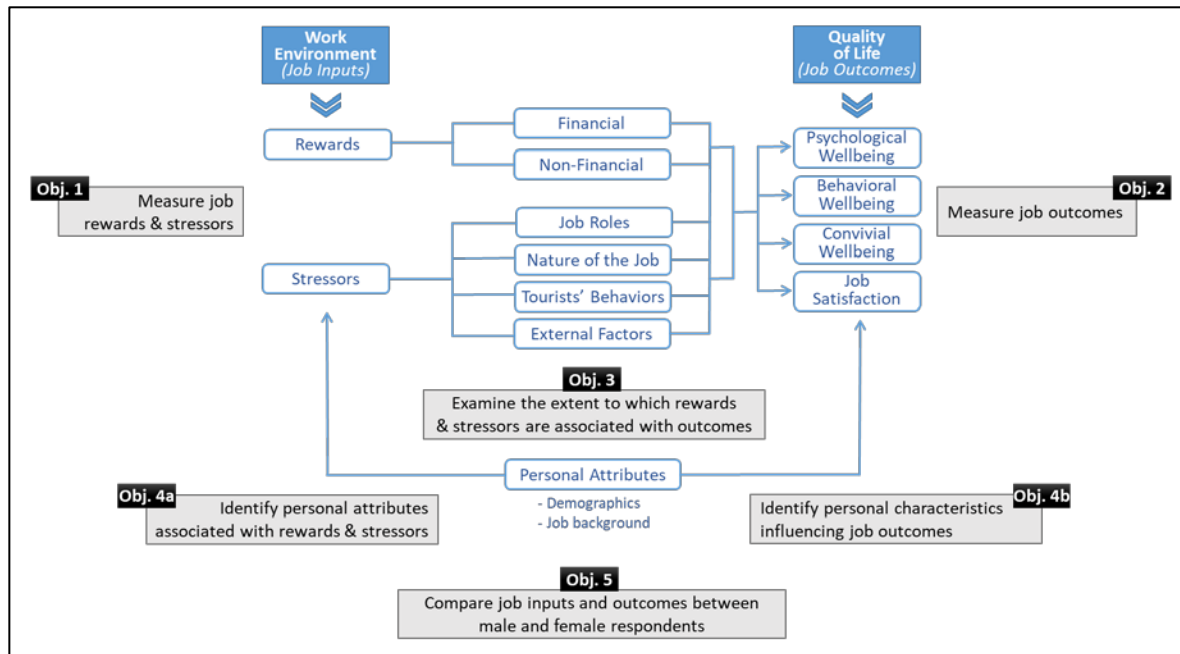 Work
Environment
(Job Inputs)
Quality
of Life
(Job Outcomes)
Rewards
Financial
Non-Financial
Psychological
Wellbeing
Behavioral
Wellbeing
Convivial
Wellbeing
Job
Satisfaction
Obj. 1
Measure job
rewards & stressors
Obj. 2
Measure job outcomes
Stressors
Job Roles
Nature of the Job
Tourists’ Behaviors
External Factors
Obj. 3
Examine the extent to which rewards
& stressors are associated with outcomes
Personal Attributes
- Demographics
- Job background
Obj. 4a
Identify personal attributes
associated with rewards & stressors
Obj. 4b
Identify personal characteristics
influencing job outcomes
Obj. 5
Compare job inputs and outcomes between
male and female respondents